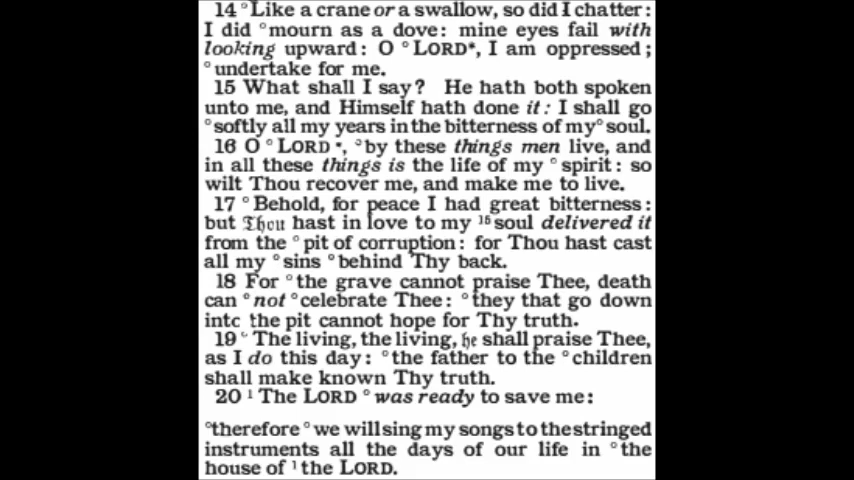 14 °Like a crane or a swallow, so did I chatter:
I did °mourn as a dove: mine eyes fail with
looking upward: O °LORD*, I am oppressed;
°undertake for me.
15 What shall I say? He hath both spoken
unto me, and Himself hath done it: I shall go
°softly all my years in the bitterness of my °soul.
16 O °LORD*, °by these things men live, and
in all these things is the life of my °spirit: so
wilt Thou recover me, and make me to live.
17 °Behold, for peace I had great bitterness:
but Thou hast in love to my ¹⁵soul delivered it
from the °pit of corruption: for Thou hast cast
all my °sins °behind Thy back.
18 For °the grave cannot praise Thee, death
can °not °celebrate Thee: °they that go down
into the pit cannot hope for Thy truth.
19 °The living, the living, he shall praise Thee,
as I do this day: °the father to the °children
shall make known Thy truth.
20 ¹The LORD °was ready to save me:
°therefore °we will sing my songs to the stringed
instruments all the days of our life in °the
house of ¹the LORD.